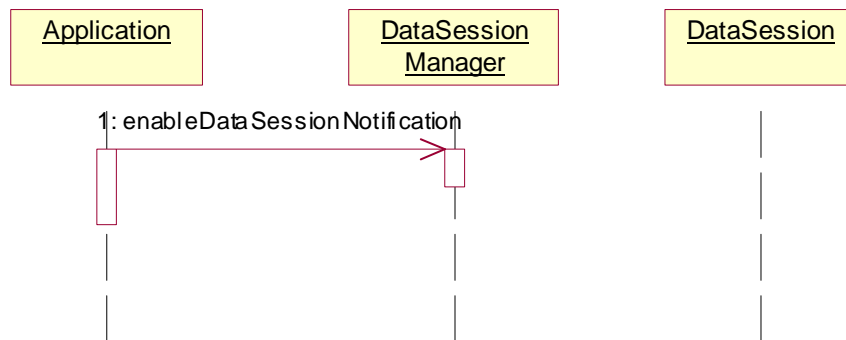 Application
DataSession
Manager
DataSession
1: enableDataSessionNotification